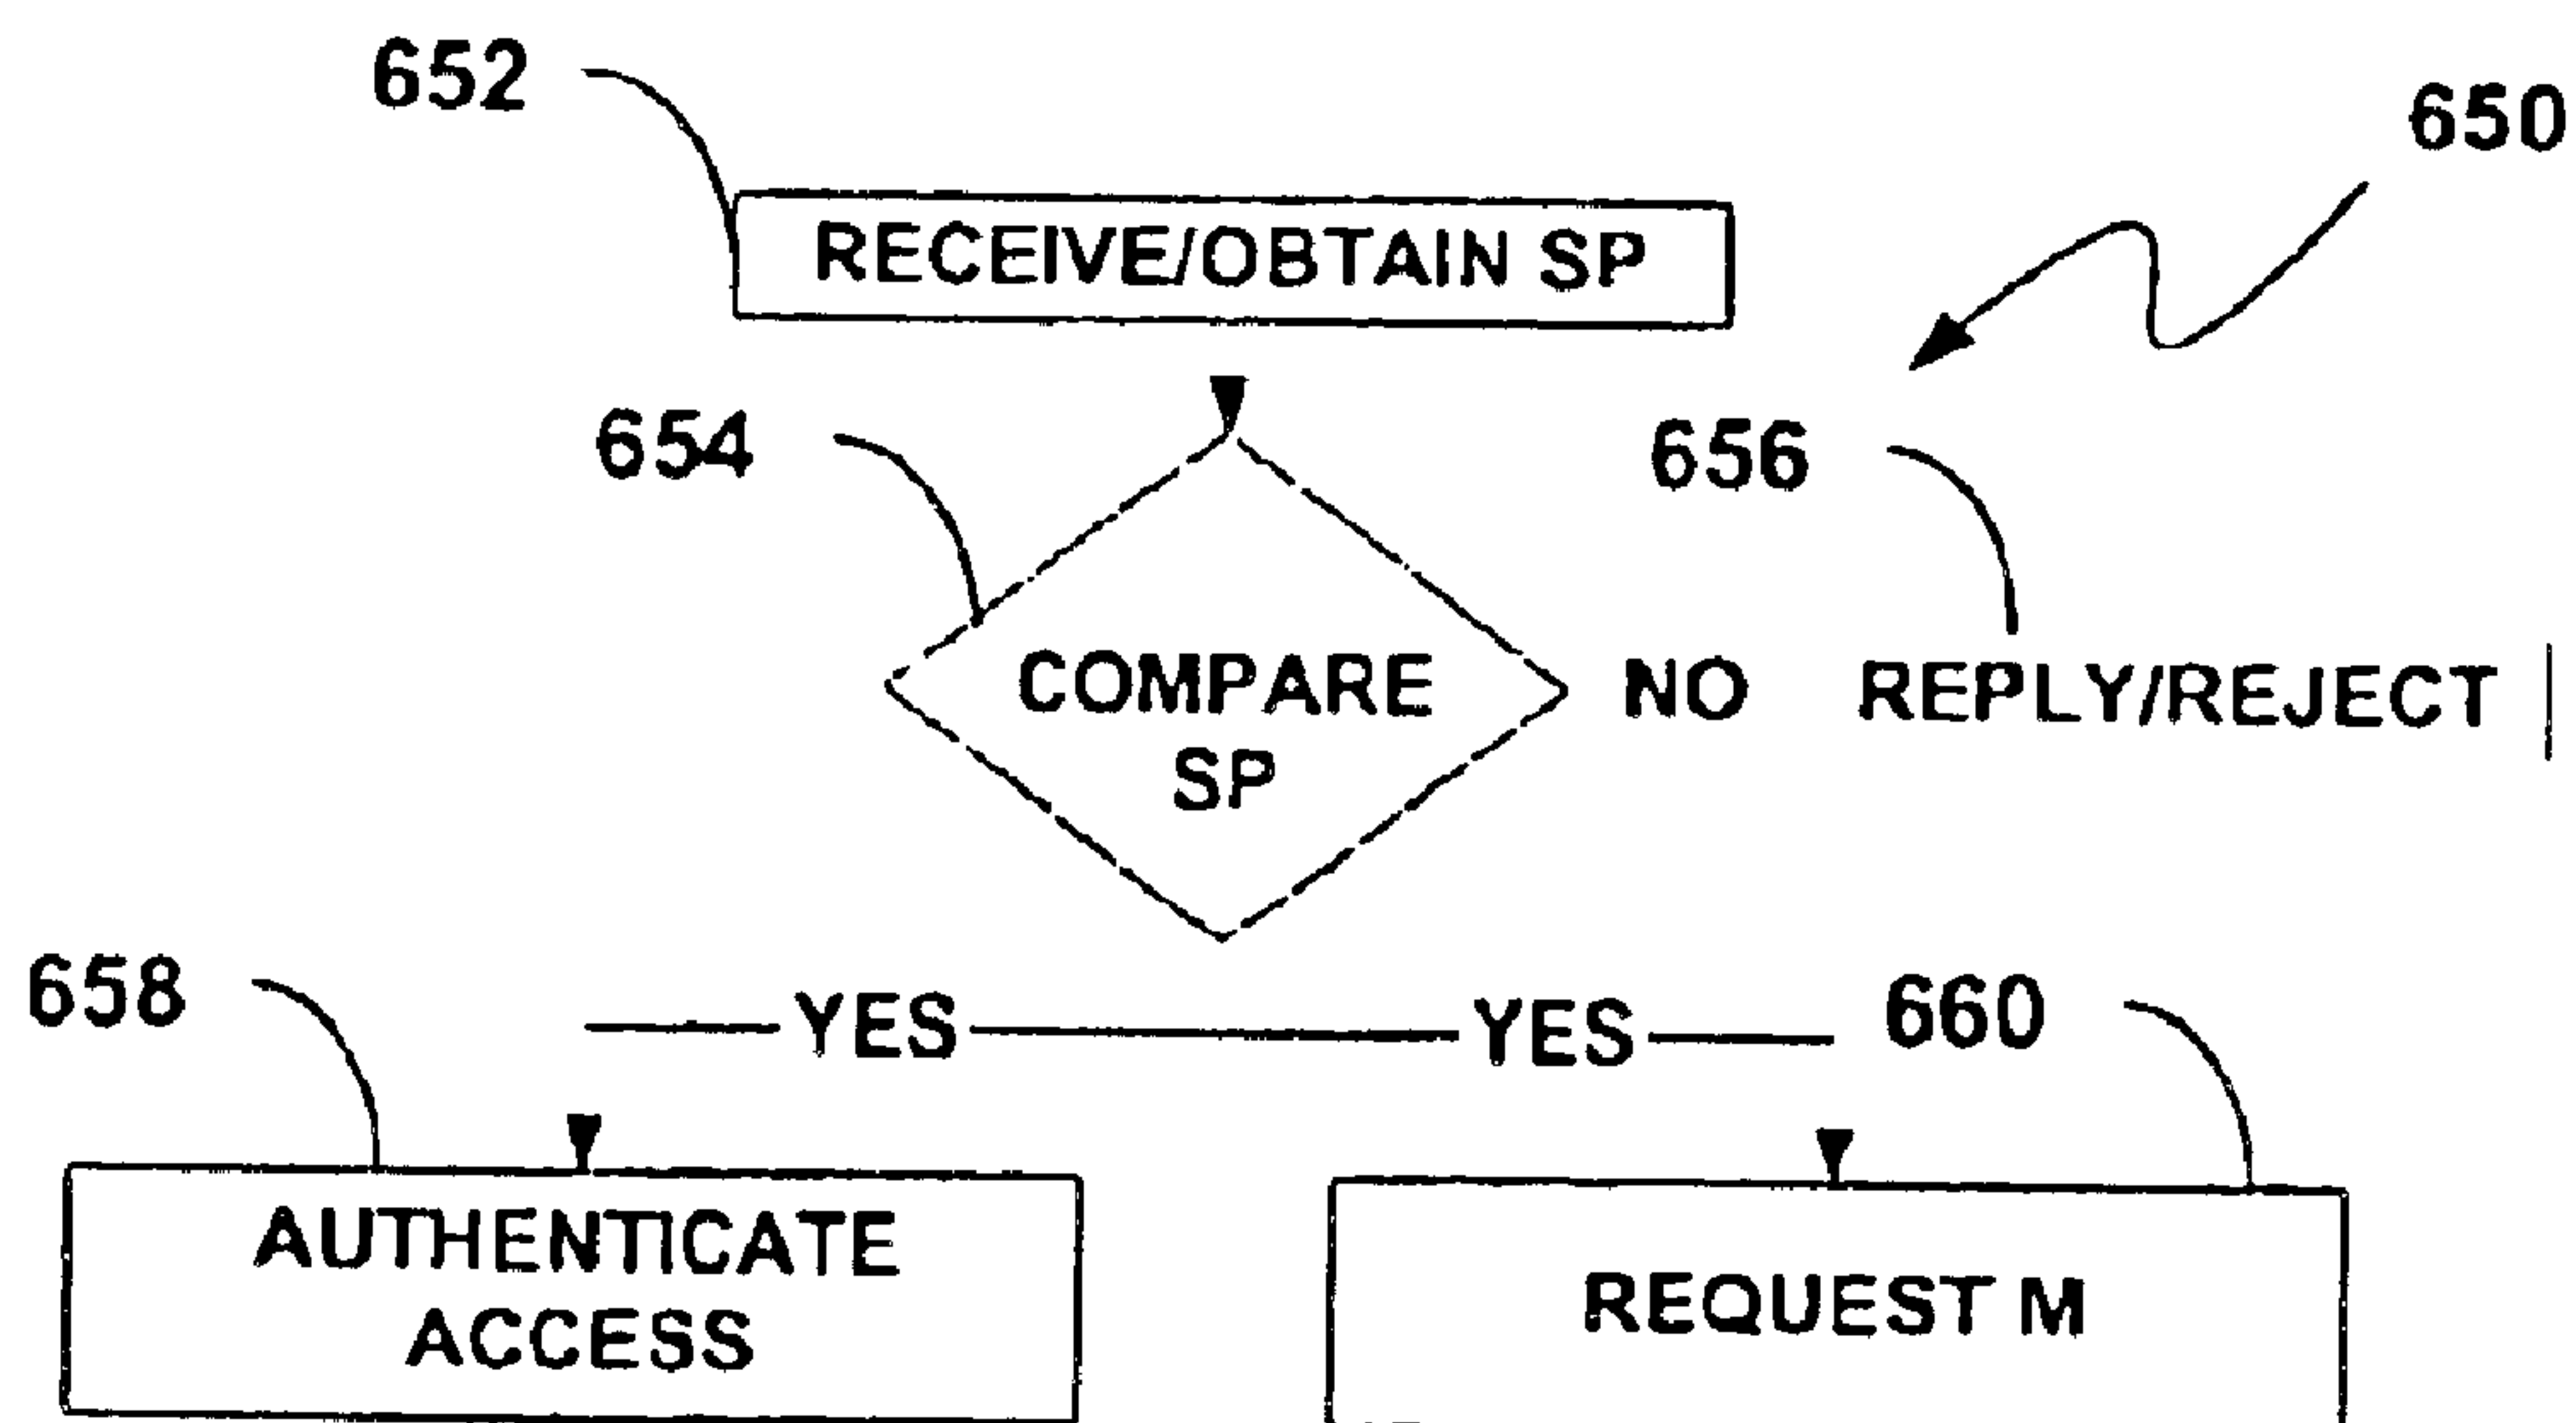 652
650
RECEIVE/OBTAIN SP
654
656
COMPARE
SP
NO
REPLY/REJECT
658
YES
YES
660
AUTHENTICATE
ACCESS
REQUEST M